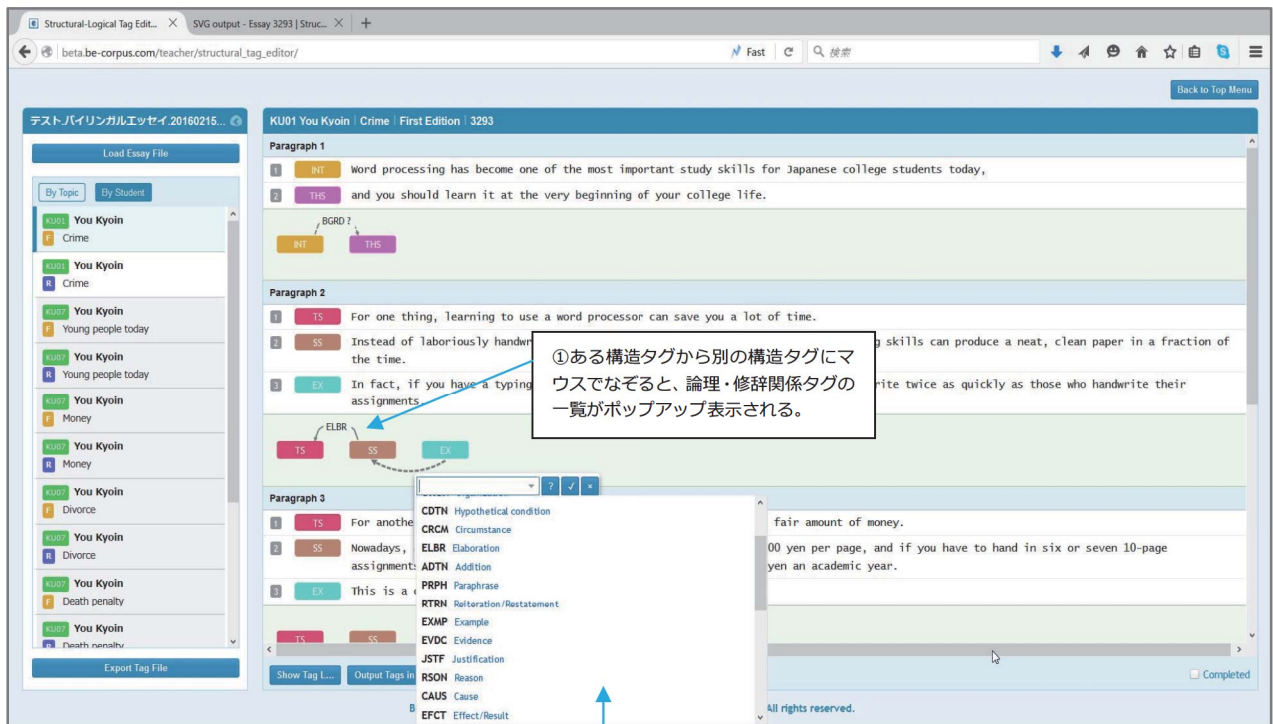 Structural-Logical Tag Edit...
SVG output - Essay 3293 | Struc...
beta.be-corpus.com/teacher/structural_tag_editor/
Fast
検索
Back to Top Menu
テスト.バイリンガルエッセイ.20160215...
Load Essay File
By Topic
By Student
KU01 You Kyoin
F Crime
KU01 You Kyoin
R Crime
KU07 You Kyoin
F Young people today
KU07 You Kyoin
R Young people today
KU07 You Kyoin
F Money
KU07 You Kyoin
R Money
KU07 You Kyoin
F Divorce
KU07 You Kyoin
R Divorce
KU07 You Kyoin
F Death penalty
KU07 You Kyoin
R Death penalty
Export Tag File
KU01 You Kyoin | Crime | First Edition | 3293
Paragraph 1
1 INT Word processing has become one of the most important study skills for Japanese college students today,
2 THS and you should learn it at the very beginning of your college life.
BGRD ?
INT THS
Paragraph 2
1 TS For one thing, learning to use a word processor can save you a lot of time.
2 SS Instead of laboriously handwr g skills can produce a neat, clean paper in a fraction of
the time.
3 EX In fact, if you have a typing rite twice as quickly as those who handwrite their
assignments.
①ある構造タグから別の構造タグにマ
ウスでなぞると、論理・修辞関係タグの
一覧がポップアップ表示される。
ELBR
TS SS EX
? ✓ ×
Paragraph 3
1 TS For anothe fair amount of money.
2 SS Nowadays, 00 yen per page, and if you have to hand in six or seven 10-page
assignments yen an academic year.
3 EX This is a
TS SS
CDTN Hypothetical condition
CRCM Circumstance
ELBR Elaboration
ADTN Addition
PRPH Paraphrase
RTRN Reiteration/Restatement
EXMP Example
EVDC Evidence
JSTF Justification
RSON Reason
CAUS Cause
EFCT Effect/Result
Show Tag L...
Output Tags in
Completed
B All rights reserved.